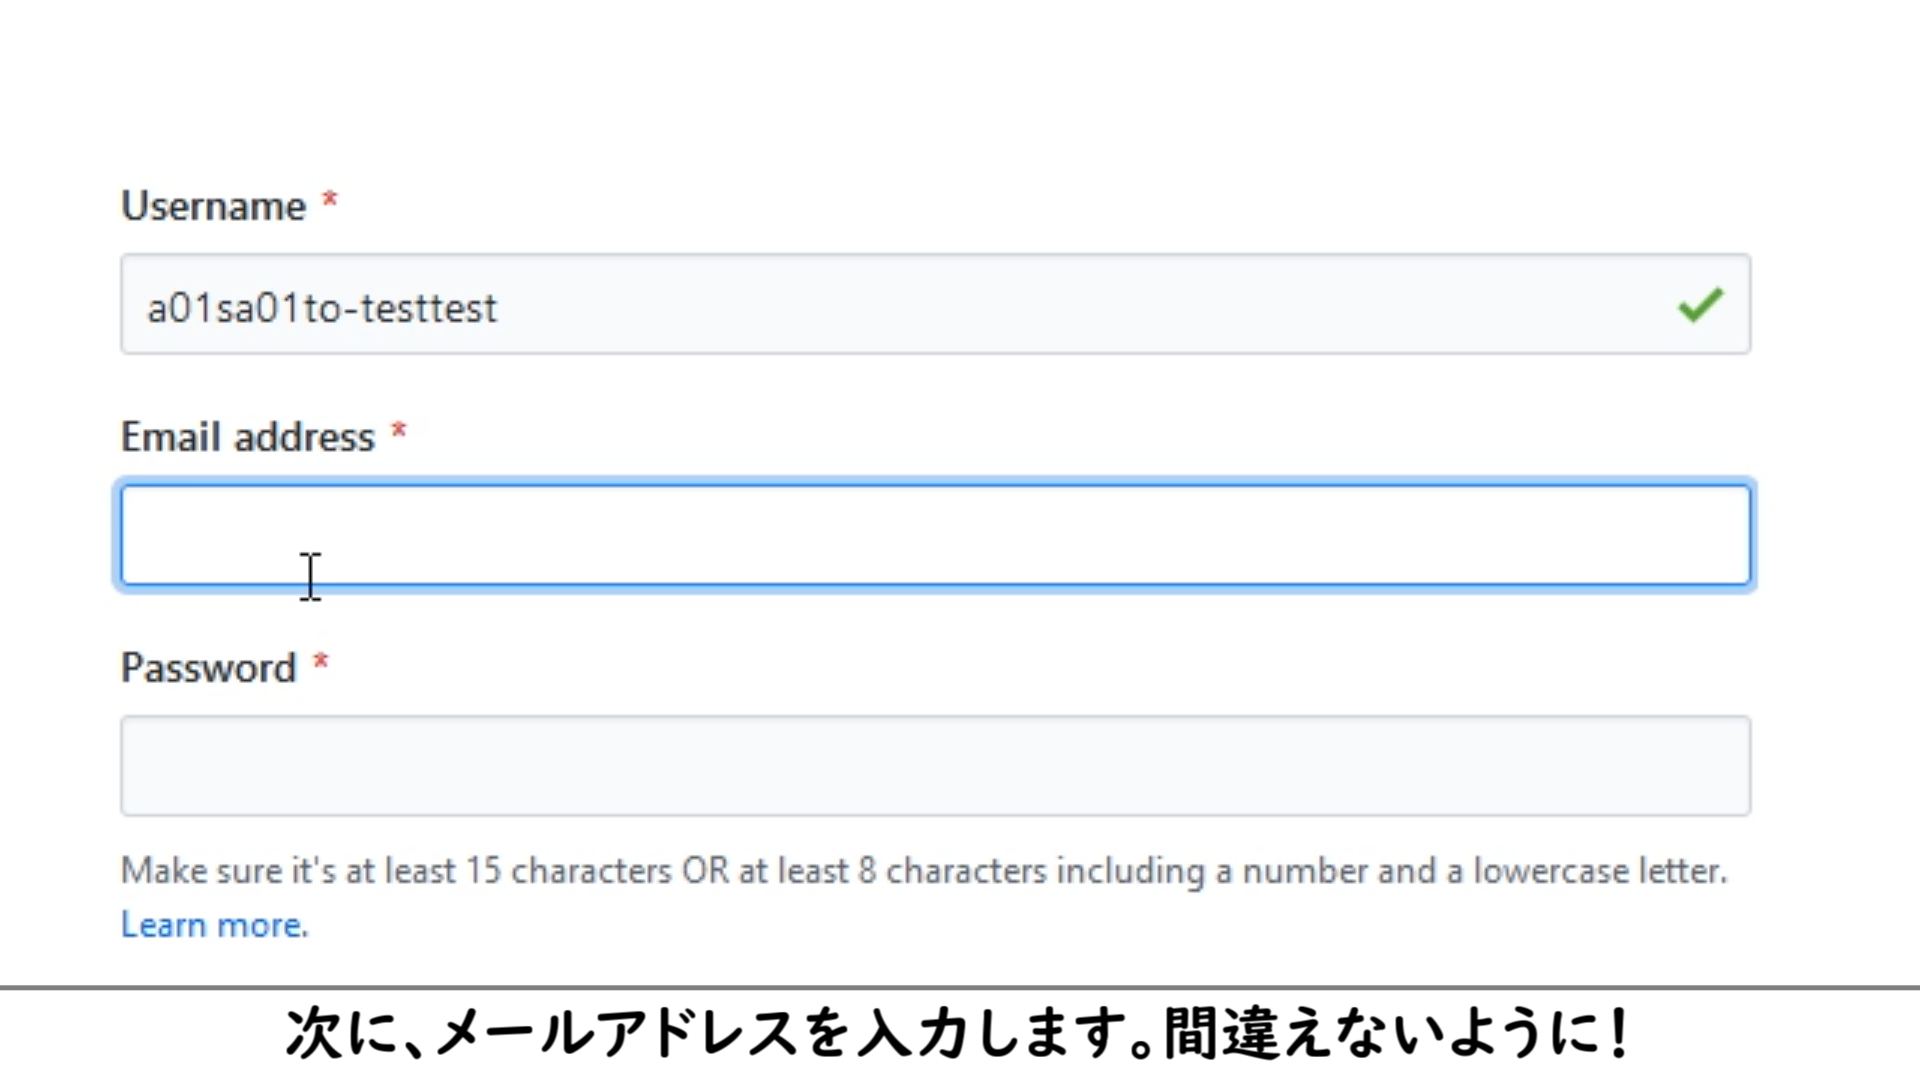 Username *
a01sa01to-testtest
Email address *
Password *
Make sure it's at least 15 characters OR at least 8 characters including a number and a lowercase letter.
Learn more.
次に、メールアドレスを入力します。間違えないように!